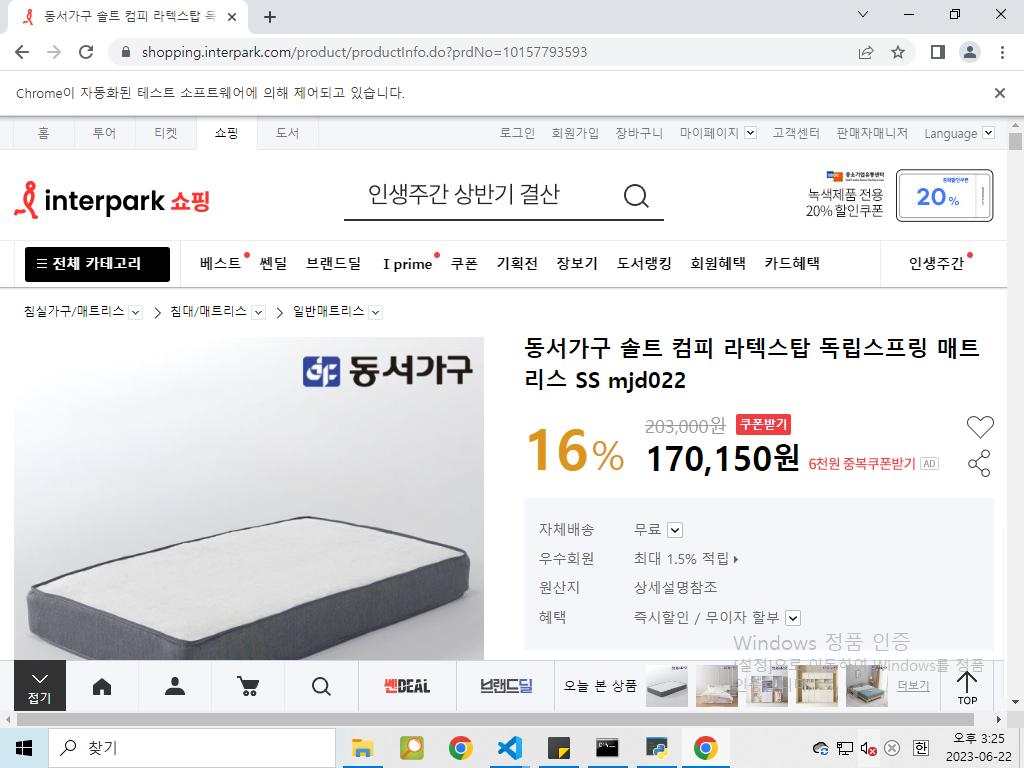 동서가구 솔트 컴피 라텍스탑 독
shopping.interpark.com/product/productInfo.do?prdNo=10157793593
Chrome이 자동화된 테스트 소프트웨어에 의해 제어되고 있습니다.
홈 투어 티켓 쇼핑 도서 로그인 회원가입 장바구니 마이페이지 고객센터 판매자매니저 Language
interpark 쇼핑
인생주간 상반기 결산
중소기업유통센터
녹색제품 전용
20% 할인쿠폰
중복할인쿠폰
20%
전체 카테고리 베스트 쎈딜 브랜드딜 I prime 쿠폰 기획전 장보기 도서랭킹 회원혜택 카드혜택 인생주간
침실가구/매트리스 침대/매트리스 일반매트리스
동서가구
동서가구 솔트 컴피 라텍스탑 독립스프링 매트
리스 SS mjd022
16%
203,000원 쿠폰받기
170,150원 6천원 중복쿠폰받기 AD
자체배송 무료
우수회원 최대 1.5% 적립
원산지 상세설명참조
혜택 즉시할인 / 무이자 할부
Windows 정품 인증
[설정]으로 이동하여 Windows를 정품
접기
쎈DEAL
브랜드딜
오늘 본 상품
더보기
TOP
찾기
한
오후 3:25
2023-06-22